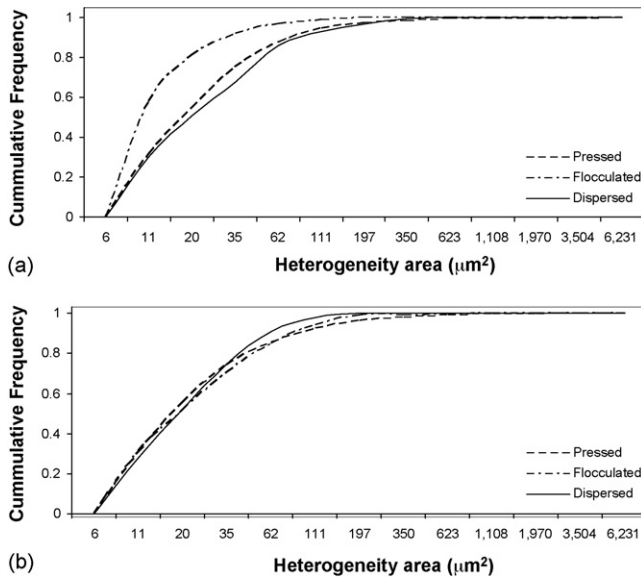 Cummulative Frequency
1
0.8
0.6
0.4
0.2
0
Pressed
Flocculated
Dispersed
6 11 20 35 62 111 197 350 623 1,108 1,970 3,504 6,231
(a)
Heterogeneity area (μm²)
Cummulative Frequency
1
0.8
0.6
0.4
0.2
0
Pressed
Flocculated
Dispersed
6 11 20 35 62 111 197 350 623 1,108 1,970 3,504 6,231
(b)
Heterogeneity area (μm²)